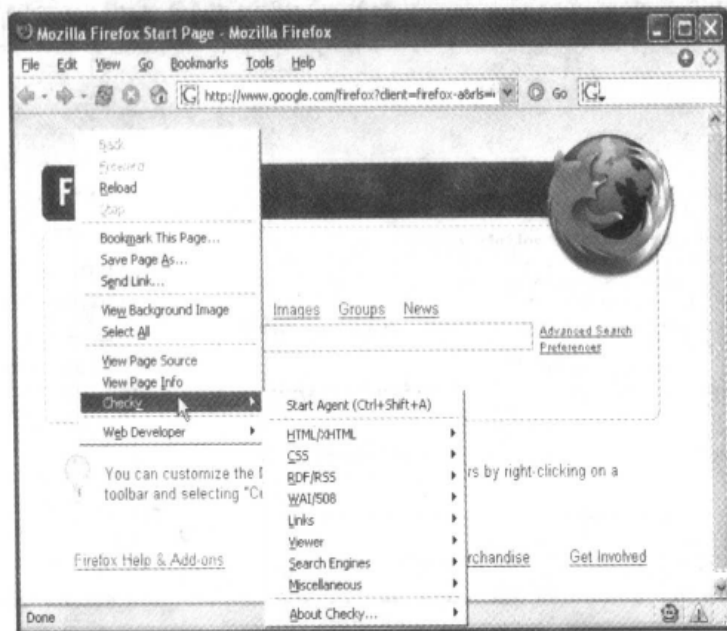 Mozilla Firefox Start Page - Mozilla Firefox
File Edit View Go Bookmarks Tools Help
http://www.google.com/firefox?client=firefox-a&rls= Go
Back
Forward
Reload
Stop
F
Bookmark This Page...
Save Page As...
Send Link...
View Background Image
Select All
Images Groups News
Advanced Search
Preferences
View Page Source
View Page Info
Checky
Web Developer
Start Agent (Ctrl+Shift+A)
HTML/XHTML
CSS
RDF/RSS
WAI/508
Links
Viewer
Search Engines
Miscellaneous
About Checky...
You can customize the rs by right-clicking on a
toolbar and selecting "Cu
Firefox Help & Add-ons rchandise Get Involved
Done